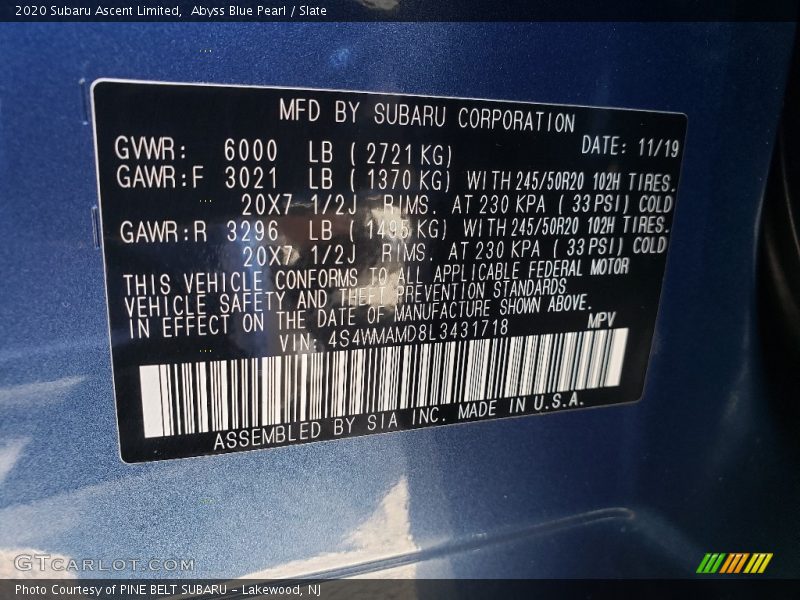 2020 Subaru Ascent Limited,  Abyss Blue Pearl / Slate
MFD BY SUBARU CORPORATION
GVWR: 6000 LB ( 2721 KG) DATE: 11/19
GAWR:F 3021 LB ( 1370 KG) WITH 245/50R20 102H TIRES.
20X7 1/2J RIMS. AT 230 KPA ( 33 PSI) COLD
GAWR:R 3296 LB ( 1495 KG) WITH 245/50R20 102H TIRES.
20X7 1/2J RIMS. AT 230 KPA ( 33 PSI) COLD
THIS VEHICLE CONFORMS TO ALL APPLICABLE FEDERAL MOTOR
VEHICLE SAFETY AND THEFT PREVENTION STANDARDS
IN EFFECT ON THE DATE OF MANUFACTURE SHOWN ABOVE.
VIN: 4S4WMAMD8L3431718 MPV
ASSEMBLED BY SIA INC. MADE IN U.S.A.
GTCARLOT.COM
Photo Courtesy of PINE BELT SUBARU - Lakewood, NJ